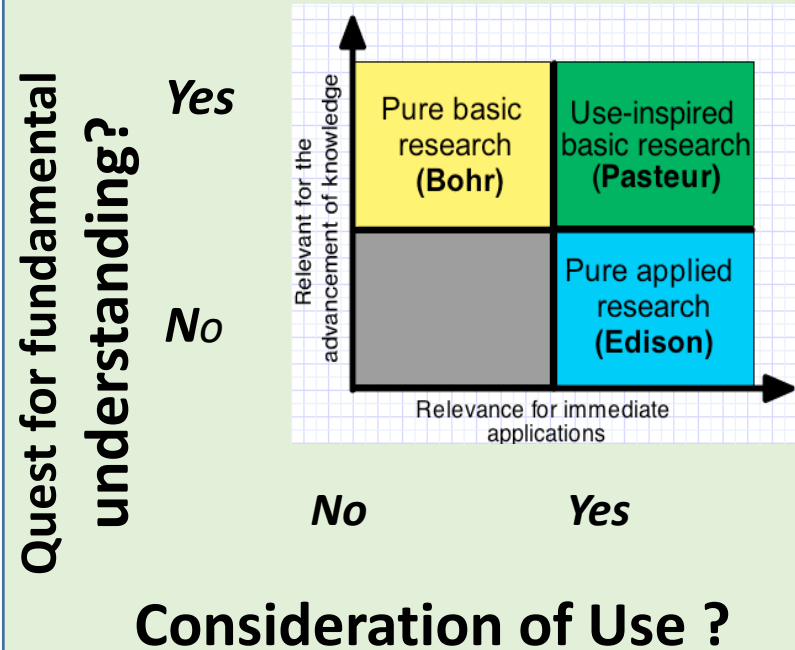 Quest for fundamental
understanding?
Yes
No
Relevant for the
advancement of knowledge
Pure basic
research
(Bohr)
Use-inspired
basic research
(Pasteur)
Pure applied
research
(Edison)
Relevance for immediate
applications
No
Yes
Consideration of Use ?